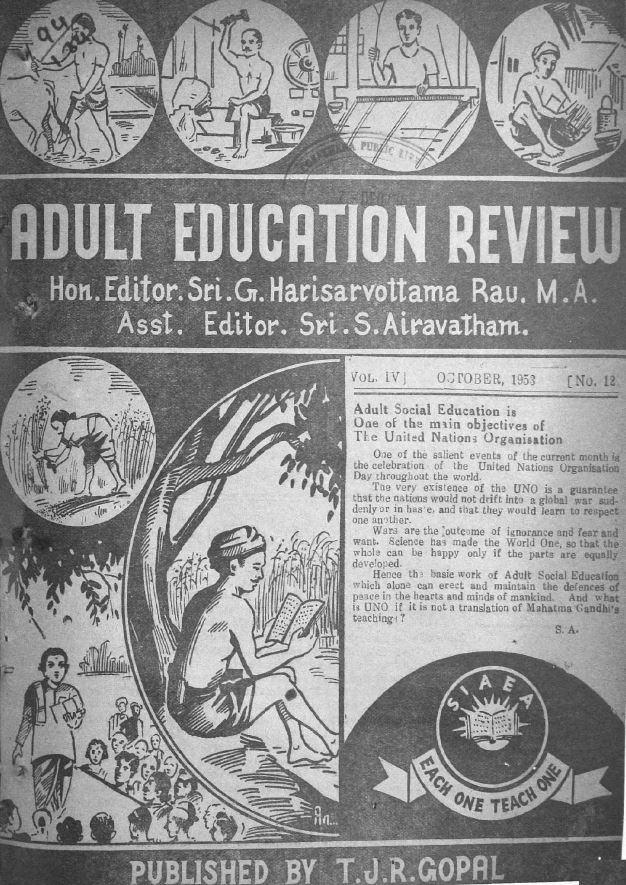 ADULT EDUCATION REVIEW
Hon. Editor. Sri. G. Harisarvottama Rau. M. A.
Asst. Editor. Sri. S. Airavatham.
VOL. IV] OCTOBER, 1953 [No. 12
Adult Social Education is
One of the main objectives of
The United Nations Organisation
One of the salient events of the current month is
the celebration of the United Nations Organisation
Day throughout the world.
The very existence of the UNO is a guarantee
that the nations would not drift into a global war sud-
denly or in haste, and that they would learn to respect
one another.
Wars are the outcome of ignorance and fear and
want. Science has made the World One, so that the
whole can be happy only if the parts are equally
developed.
Hence the basic work of Adult Social Education
which alone can erect and maintain the defences of
peace in the hearts and minds of mankind. And what
is UNO if it is not a translation of Mahatma Gandhi's
teachings?
S. A.
SIAEA
EACH ONE TEACH ONE
PUBLISHED BY T.J.R.GOPAL